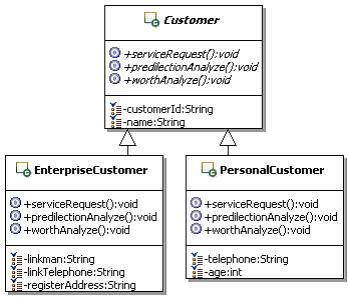 Customer
+serviceRequest():void
+predilectionAnalyze():void
+worthAnalyze():void
-customerId:String
-name:String
EnterpriseCustomer
+serviceRequest():void
+predilectionAnalyze():void
+worthAnalyze():void
-linkman:String
-linkTelephone:String
-registerAddress:String
PersonalCustomer
+serviceRequest():void
+predilectionAnalyze():void
+worthAnalyze():void
-telephone:String
-age:int